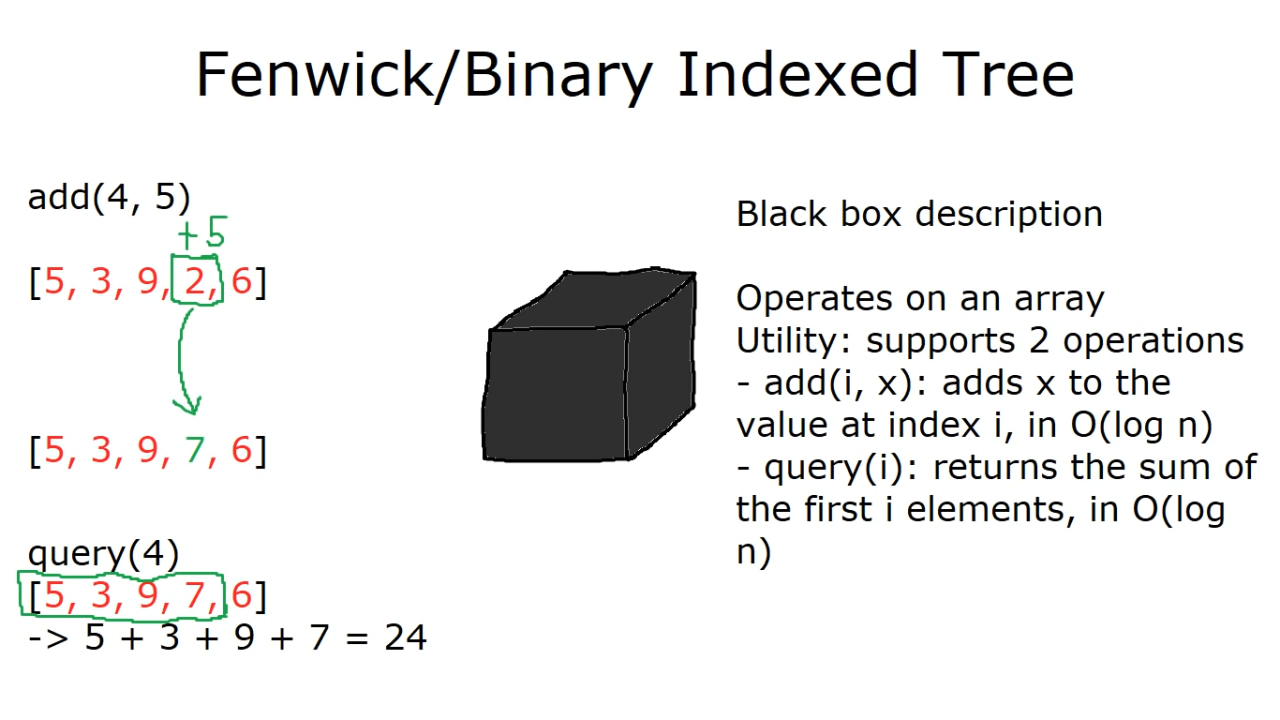 Fenwick/Binary Indexed Tree
add(4, 5)
+5
[5, 3, 9, 2, 6]
[5, 3, 9, 7, 6]
query(4)
[5, 3, 9, 7, 6]
-> 5 + 3 + 9 + 7 = 24
Black box description
Operates on an array
Utility: supports 2 operations
- add(i, x): adds x to the
value at index i, in O(log n)
- query(i): returns the sum of
the first i elements, in O(log
n)